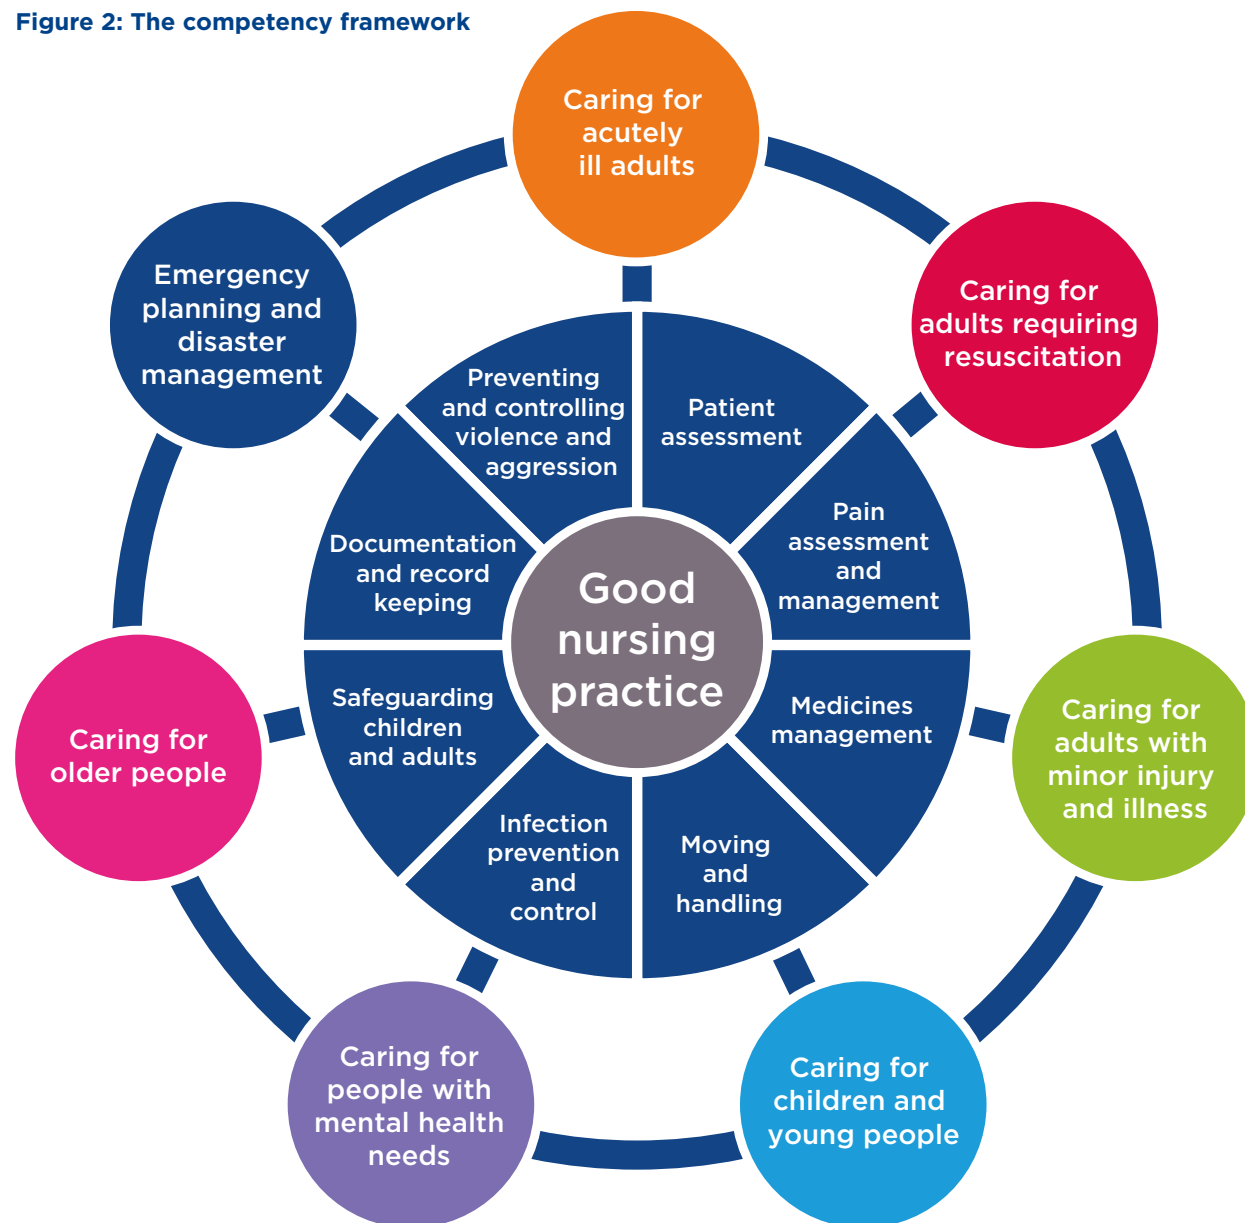 Figure 2: The competency framework
Caring for
acutely
ill adults
Caring for
adults requiring
resuscitation
Caring for
adults with
minor injury
and illness
Caring for
children and
young people
Caring for
people with
mental health
needs
Caring for
older people
Emergency
planning and
disaster
management
Patient
assessment
Pain
assessment
and
management
Medicines
management
Moving
and
handling
Infection
prevention
and
control
Safeguarding
children
and adults
Documentation
and record
keeping
Preventing
and controlling
violence and
aggression
Good
nursing
practice